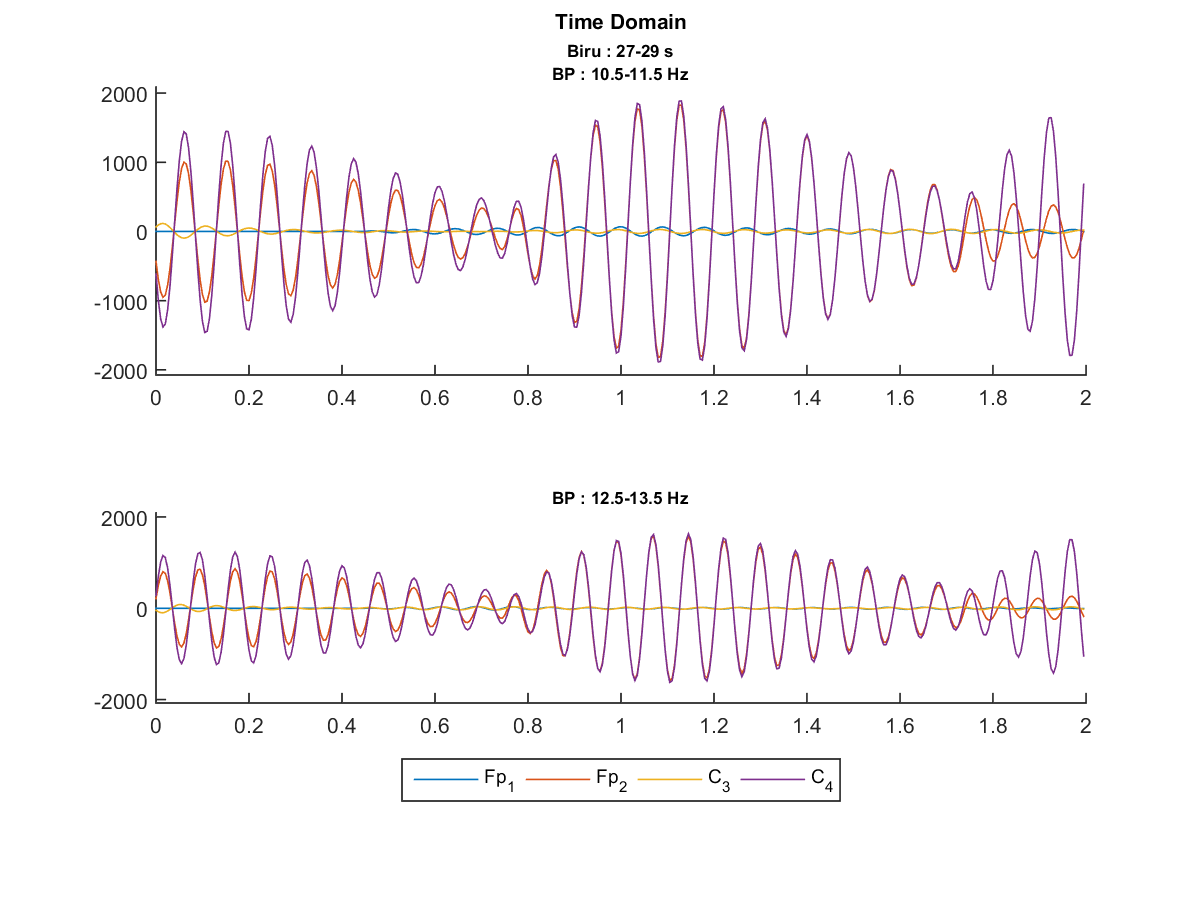 Time Domain
Biru : 27-29 s
BP : 10.5-11.5 Hz
2000
1000
0
-1000
-2000
0 0.2 0.4 0.6 0.8 1 1.2 1.4 1.6 1.8 2
BP : 12.5-13.5 Hz
2000
0
-2000
0 0.2 0.4 0.6 0.8 1 1.2 1.4 1.6 1.8 2
Fp1 Fp2 C3 C4